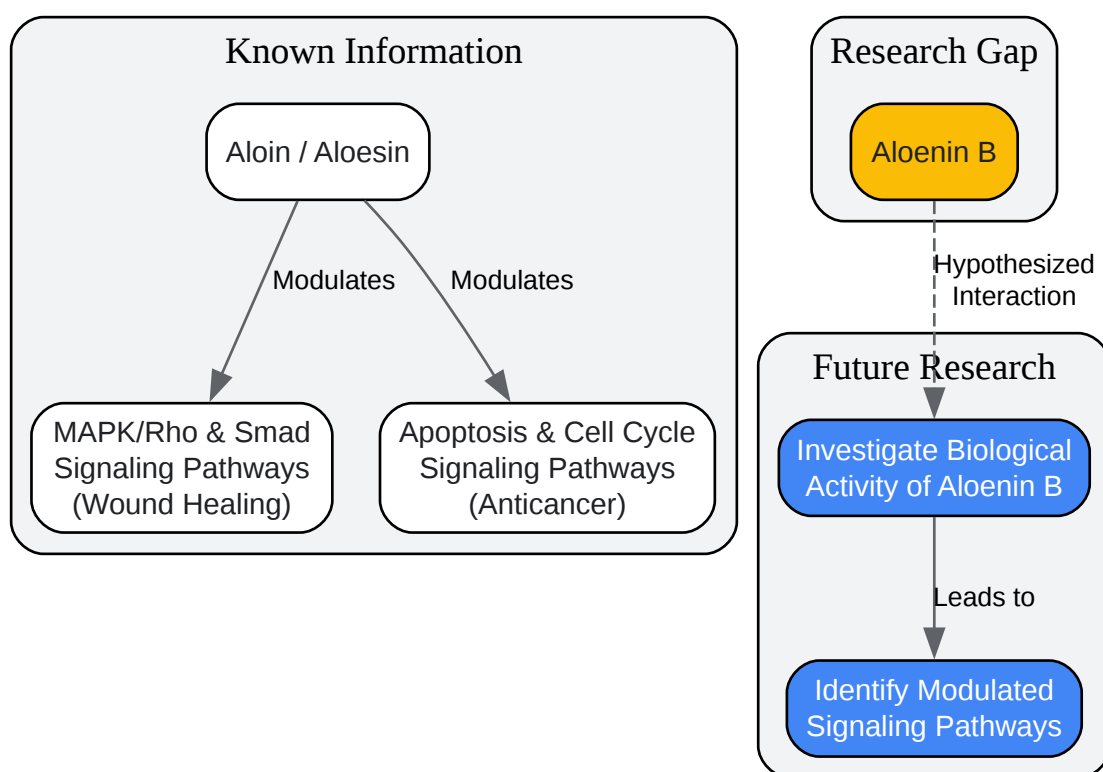 Known Information
Aloin / Aloesin
Modulates
Modulates
MAPK/Rho & Smad
Signaling Pathways
(Wound Healing)
Apoptosis & Cell Cycle
Signaling Pathways
(Anticancer)
Research Gap
Aloenin B
Hypothesized
Interaction
Future Research
Investigate Biological
Activity of Aloenin B
Leads to
Identify Modulated
Signaling Pathways